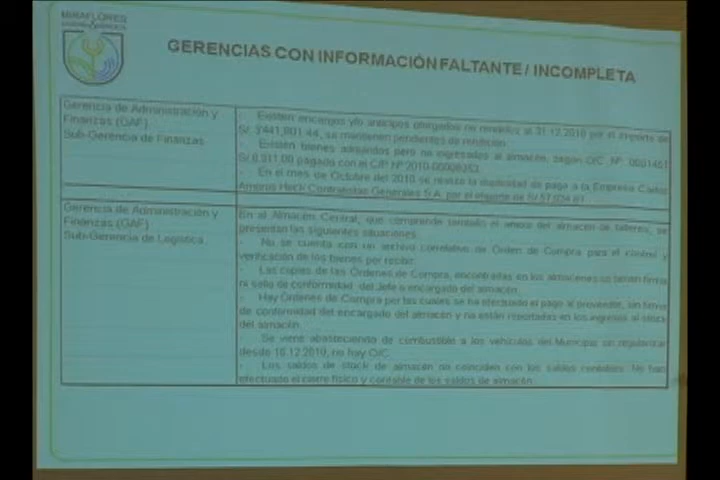 MIRAFLORES
GERENCIAS CON INFORMACIÓN FALTANTE / INCOMPLETA
Gerencia de Administración y
Finanzas (GAF)
Sub-Gerencia de Finanzas
- Existen encargos y/o anticipos otorgados no rendidos al 31.12.2010 por el importe de
S/. 3'441,801.44, se mantienen pendientes de rendición.
- Existen bienes adquiridos pero no ingresados al almacén, según O/C Nº
pagado con el C/P Nº
- En el mes de Octubre del 2010 se realiza la duplicidad de pago a la Empresa Carlos
Contratistas Generales S.A. por el importe de
Gerencia de Administración y
Finanzas (GAF)
Sub-Gerencia de Logística
En el Almacén Central, que comprende también el anexo del almacén de talleres, se
presentan las siguientes situaciones:
- No se cuenta con un archivo correlativo de Orden de Compra para el control y
verificación de los bienes por recibir.
- Las copias de las Órdenes de Compra, encontradas en los almacenes no tienen firma
ni sello de conformidad, del Jefe o encargado del almacén.
- Hay Órdenes de Compra por las cuales se ha efectuado el pago al proveedor, sin firma
de conformidad del encargado del almacén y no están reportadas en los ingresos al stock
del almacén.
- Se viene abasteciendo de combustible a los vehículos del Municipio sin regularizar
desde 16.12.2010, no hay O/C.
- Los saldos de stock de almacén no coinciden con los saldos contables. No han
efectuado el cierre físico y contable de los saldos de almacén.